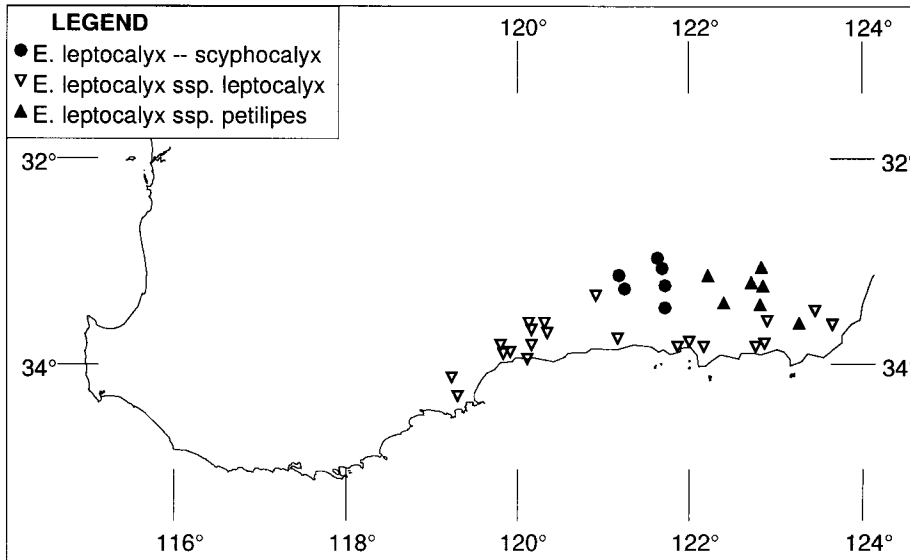 LEGEND
E. leptocalyx -- scyphocalyx
E. leptocalyx ssp. leptocalyx
E. leptocalyx ssp. petilipes
120° 122° 124°
32° 32°
34° 34°
116° 118° 120° 122° 124°